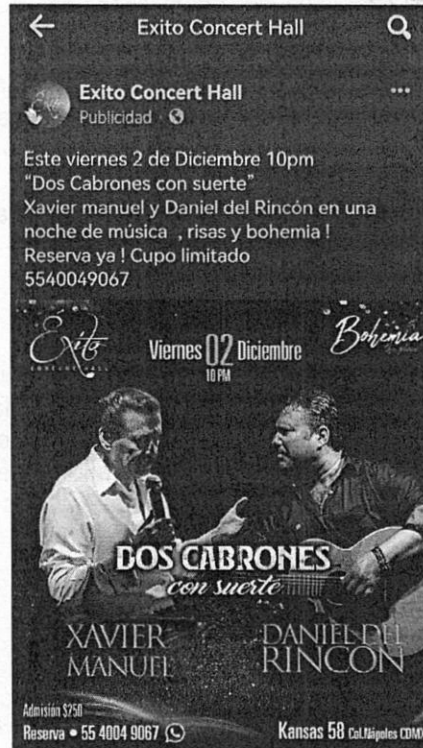 Exito Concert Hall
Exito Concert Hall
Publicidad
Este viernes 2 de Diciembre 10pm
"Dos Cabrones con suerte"
Xavier manuel y Daniel del Rincón en una
noche de música , risas y bohemia !
Reserva ya ! Cupo limitado
5540049067
Exito
CONCERT HALL
Viernes 02 Diciembre
10 PM
Bohemia
DOS CABRONES
con suerte
XAVIER
MANUEL
DANIEL DEL
RINCÓN
Admisión $250
Reserva • 55 4004 9067
Kansas 58 Col.Nápoles CDMX